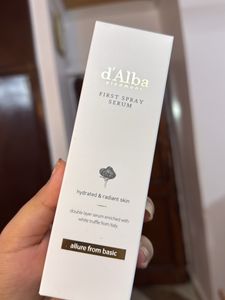 d'Alba
piedmont
FIRST SPRAY
SERUM
hydrated & radiant skin
double layer serum enriched with
white truffle from Italy
allure from basic